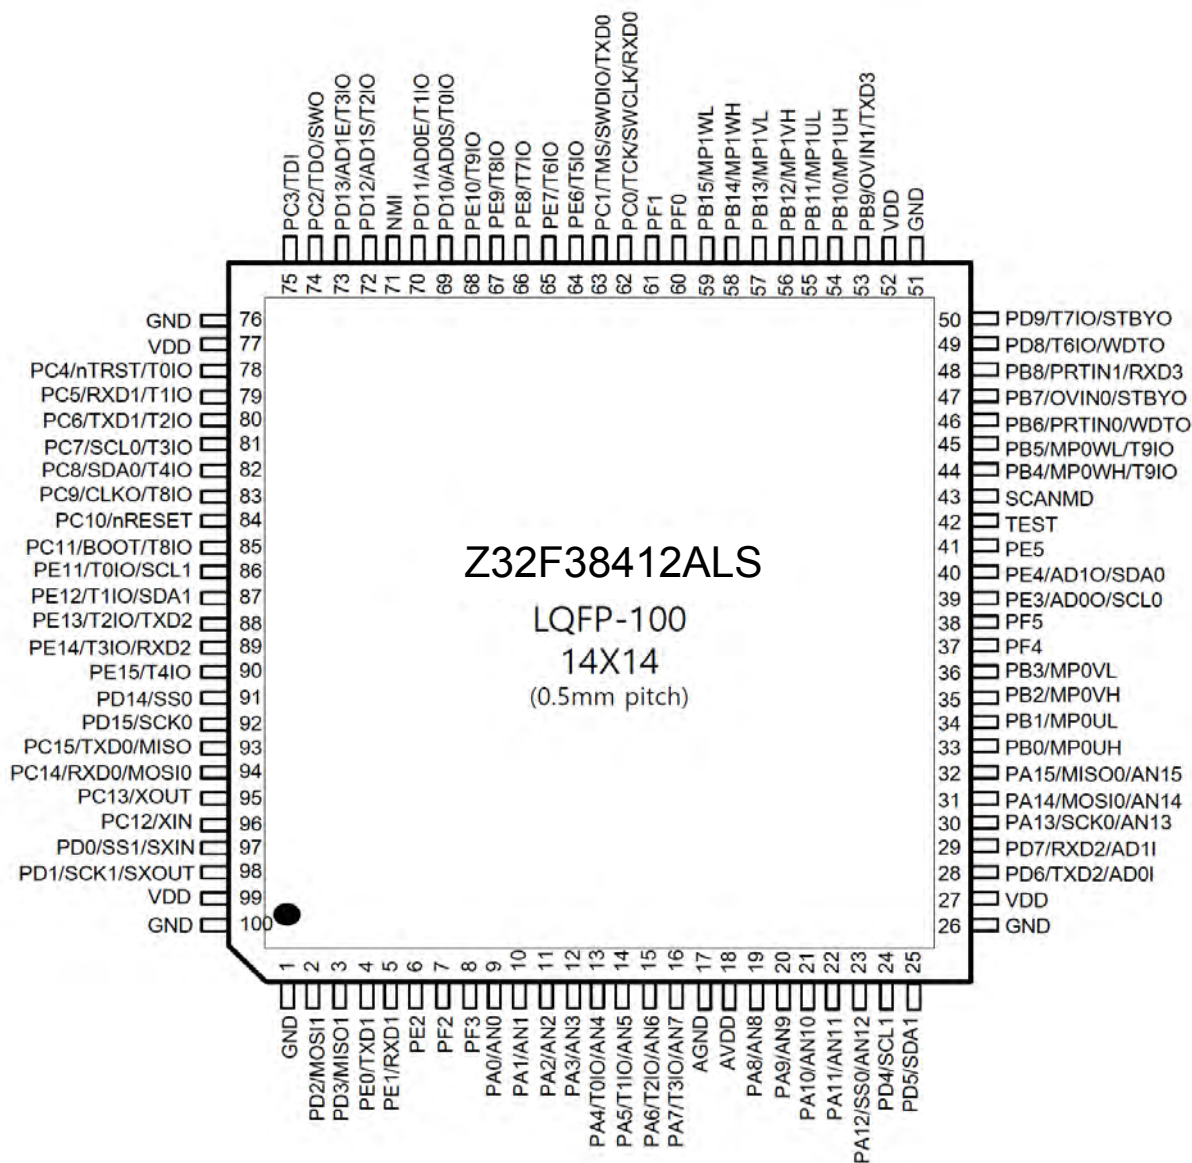 PC3/TDI
PC2/TDO/SWO
PD13/AD1E/T3IO
PD12/AD1S/T2IO
NMI
PD11/AD0E/T1IO
PD10/AD0S/T0IO
PE10/T9IO
PE9/T8IO
PE8/T7IO
PE7/T6IO
PE6/T5IO
PC1/TMS/SWDIO/TXD0
PC0/TCK/SWCLK/RXD0
PF1
PF0
PB15/MP1WL
PB14/MP1WH
PB13/MP1VL
PB12/MP1VH
PB11/MP1UL
PB10/MP1UH
PB9/OVIN1/TXD3
VDD
GND
75 74 73 72 71 70 69 68 67 66 65 64 63 62 61 60 59 58 57 56 55 54 53 52 51
GND 76
VDD 77
PC4/nTRST/T0IO 78
PC5/RXD1/T1IO 79
PC6/TXD1/T2IO 80
PC7/SCL0/T3IO 81
PC8/SDA0/T4IO 82
PC9/CLKO/T8IO 83
PC10/nRESET 84
PC11/BOOT/T8IO 85
PE11/T0IO/SCL1 86
PE12/T1IO/SDA1 87
PE13/T2IO/TXD2 88
PE14/T3IO/RXD2 89
PE15/T4IO 90
PD14/SS0 91
PD15/SCK0 92
PC15/TXD0/MISO 93
PC14/RXD0/MOSI0 94
PC13/XOUT 95
PC12/XIN 96
PD0/SS1/SXIN 97
PD1/SCK1/SXOUT 98
VDD 99
GND 100
Z32F38412ALS
LQFP-100
14X14
(0.5mm pitch)
50 PD9/T7IO/STBYO
49 PD8/T6IO/WDTO
48 PB8/PRTIN1/RXD3
47 PB7/OVIN0/STBYO
46 PB6/PRTIN0/WDTO
45 PB5/MP0WL/T9IO
44 PB4/MP0WH/T9IO
43 SCANMD
42 TEST
41 PE5
40 PE4/AD1O/SDA0
39 PE3/AD0O/SCL0
38 PF5
37 PF4
36 PB3/MP0VL
35 PB2/MP0VH
34 PB1/MP0UL
33 PB0/MP0UH
32 PA15/MISO0/AN15
31 PA14/MOSI0/AN14
30 PA13/SCK0/AN13
29 PD7/RXD2/AD1I
28 PD6/TXD2/AD0I
27 VDD
26 GND
1 2 3 4 5 6 7 8 9 10 11 12 13 14 15 16 17 18 19 20 21 22 23 24 25
GND
PD2/MOSI1
PD3/MISO1
PE0/TXD1
PE1/RXD1
PE2
PF2
PF3
PA0/AN0
PA1/AN1
PA2/AN2
PA3/AN3
PA4/T0IO/AN4
PA5/T1IO/AN5
PA6/T2IO/AN6
PA7/T3IO/AN7
AGND
AVDD
PA8/AN8
PA9/AN9
PA10/AN10
PA11/AN11
PA12/SS0/AN12
PD4/SCL1
PD5/SDA1